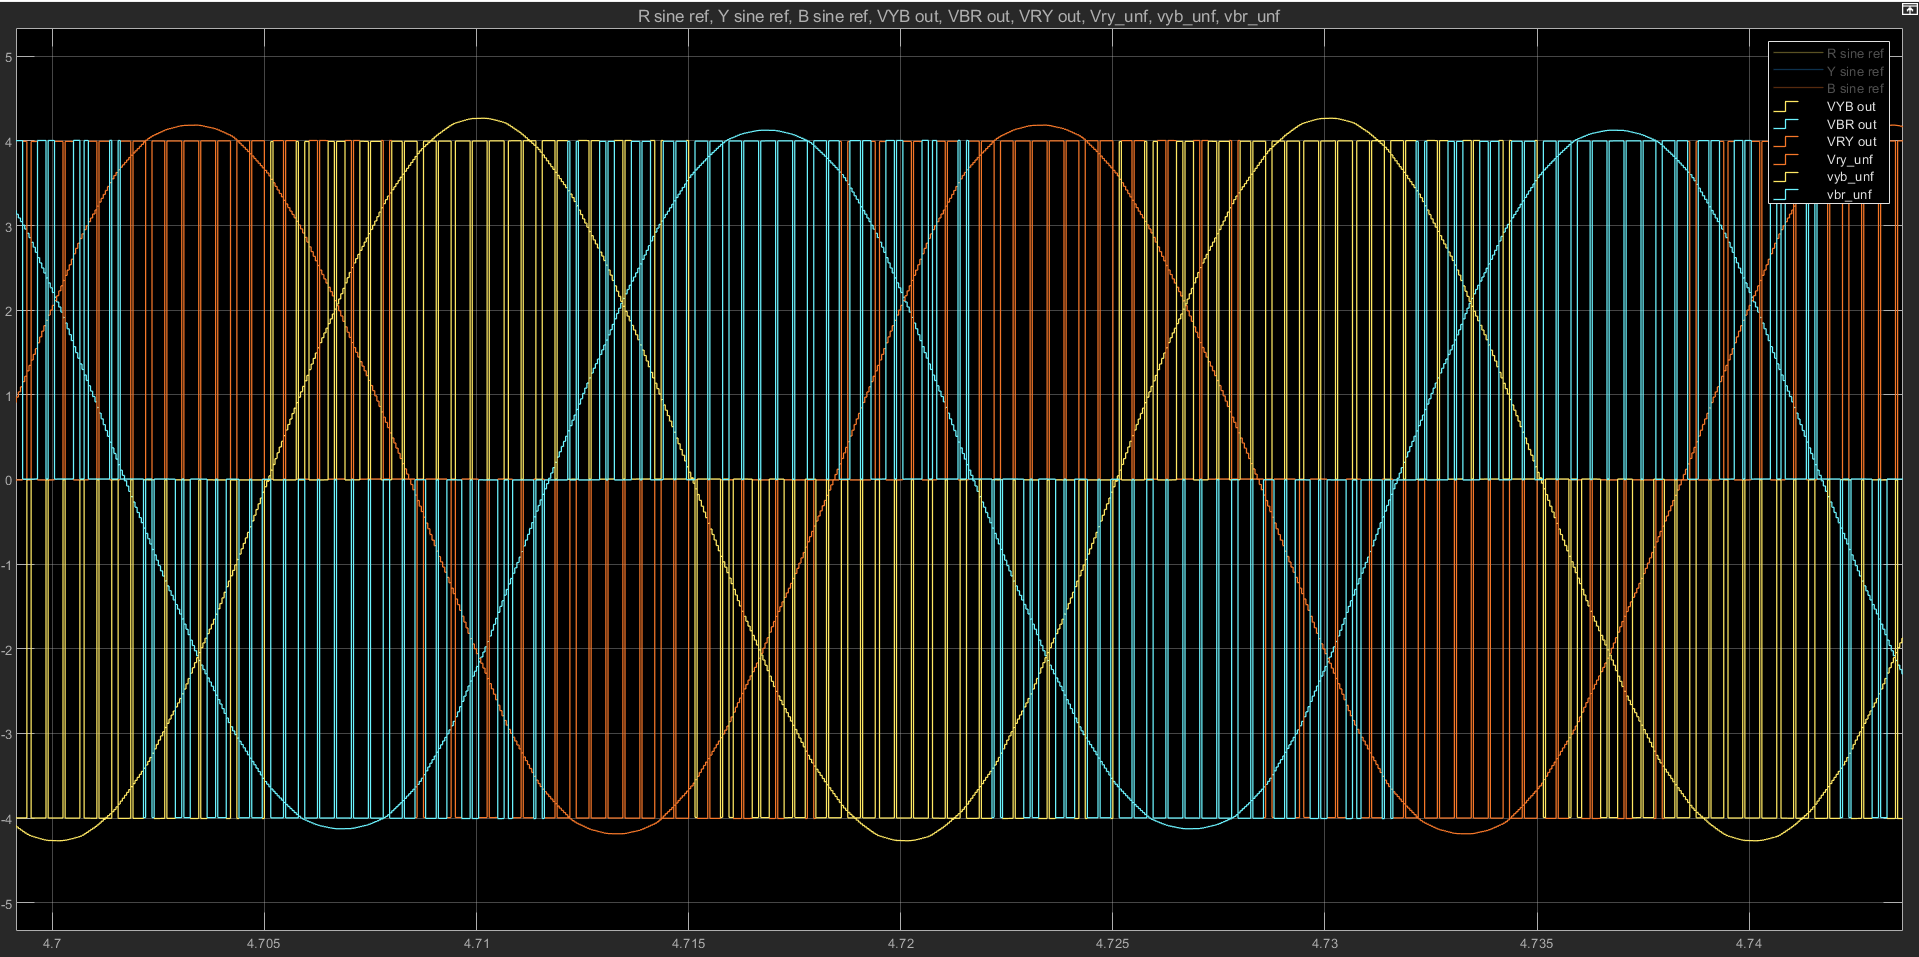 R sine ref, Y sine ref, B sine ref, VYB out, VBR out, VRY out, Vry_unf, vyb_unf, vbr_unf
R sine ref
Y sine ref
B sine ref
VYB out
VBR out
VRY out
Vry_unf
vyb_unf
vbr_unf
5
4
3
2
1
0
-1
-2
-3
-4
-5
4.7
4.705
4.71
4.715
4.72
4.725
4.73
4.735
4.74